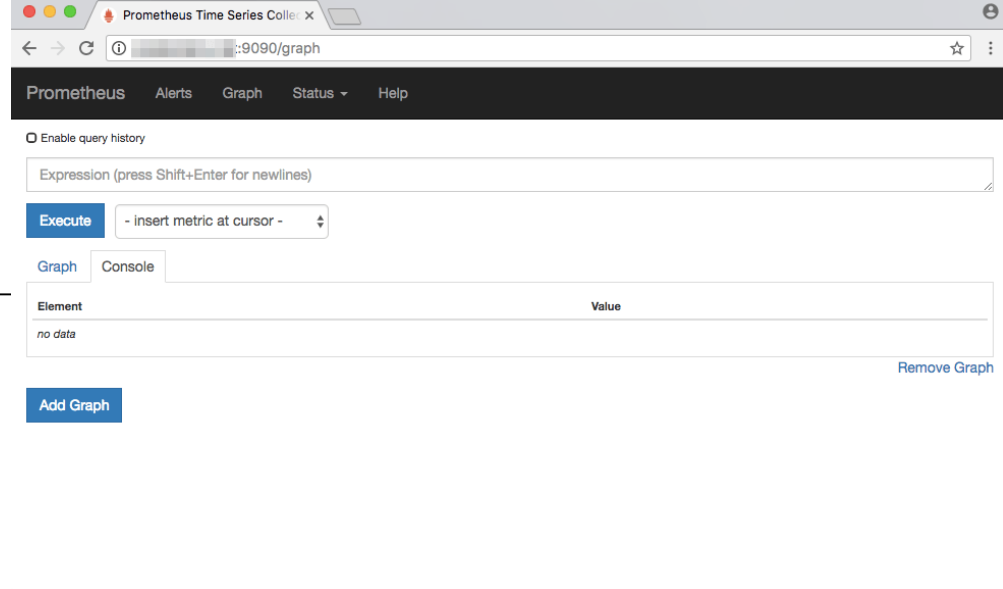 Prometheus Time Series Collec
:9090/graph
Prometheus Alerts Graph Status Help
Enable query history
Expression (press Shift+Enter for newlines)
Execute - insert metric at cursor -
Graph Console
Element Value
no data
Remove Graph
Add Graph